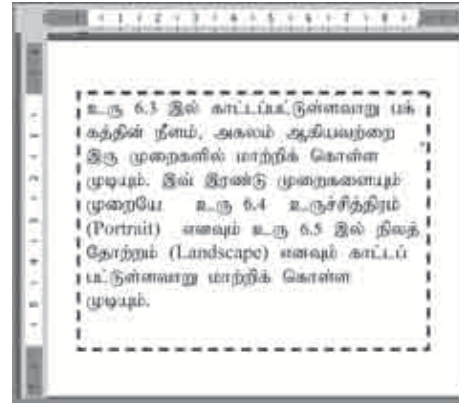 உரு 6.3 இல் காட்டப்பட்டுள்ளவாறு பக்
கத்தின் நீளம், அகலம் ஆகியவற்றை
இரு முறைகளில் மாற்றிக் கொள்ள
முடியும். இவ் இரண்டு முறைகளையும்
முறையே உரு 6.4 உருச்சித்திரம்
(Portrait) எனவும் உரு 6.5 இல் நிலத்
தோற்றம் (Landscape) எனவும் காட்டப்
பட்டுள்ளவாறு மாற்றிக் கொள்ள
முடியும்.